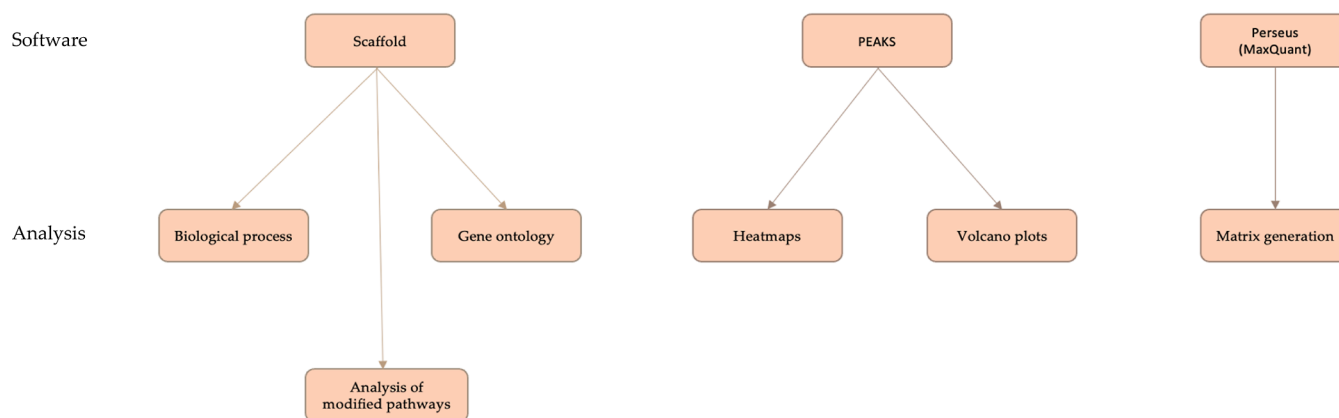 Software
Scaffold
PEAKS
Perseus
(MaxQuant)
Analysis
Biological process
Gene ontology
Heatmaps
Volcano plots
Matrix generation
Analysis of
modified pathways